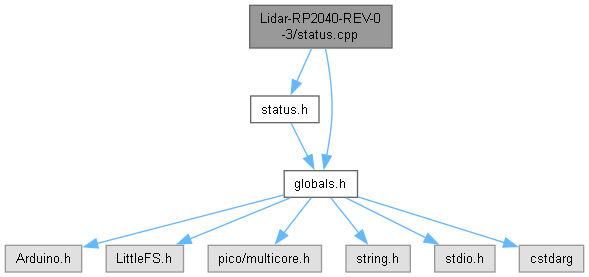 Lidar-RP2040-REV-0
-3/status.cpp
status.h
globals.h
Arduino.h
LittleFS.h
pico/multicore.h
string.h
stdio.h
cstdarg